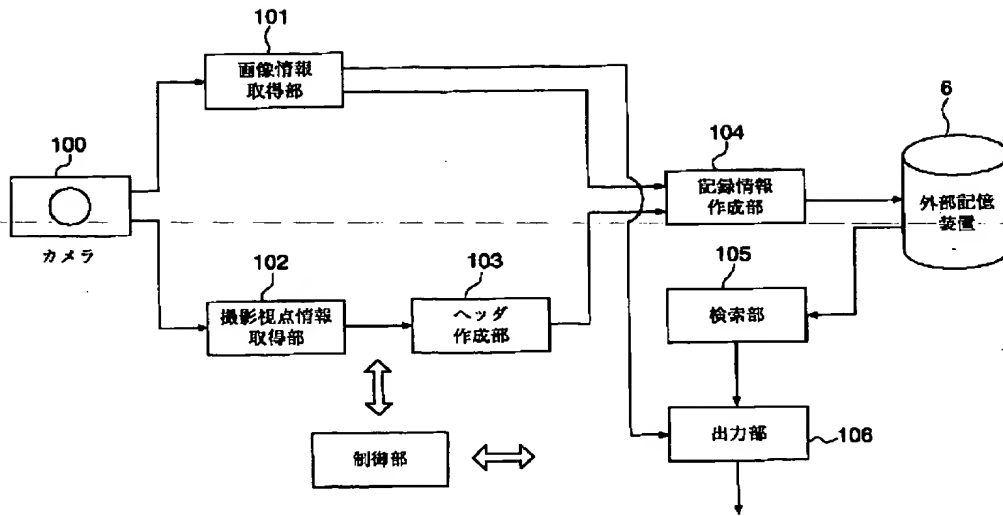 101
画像情報
取得部
100
カメラ
104
記録情報
作成部
6
外部記憶
装置
102
撮影視点情報
取得部
103
ヘッダ
作成部
105
検索部
制御部
出力部
106